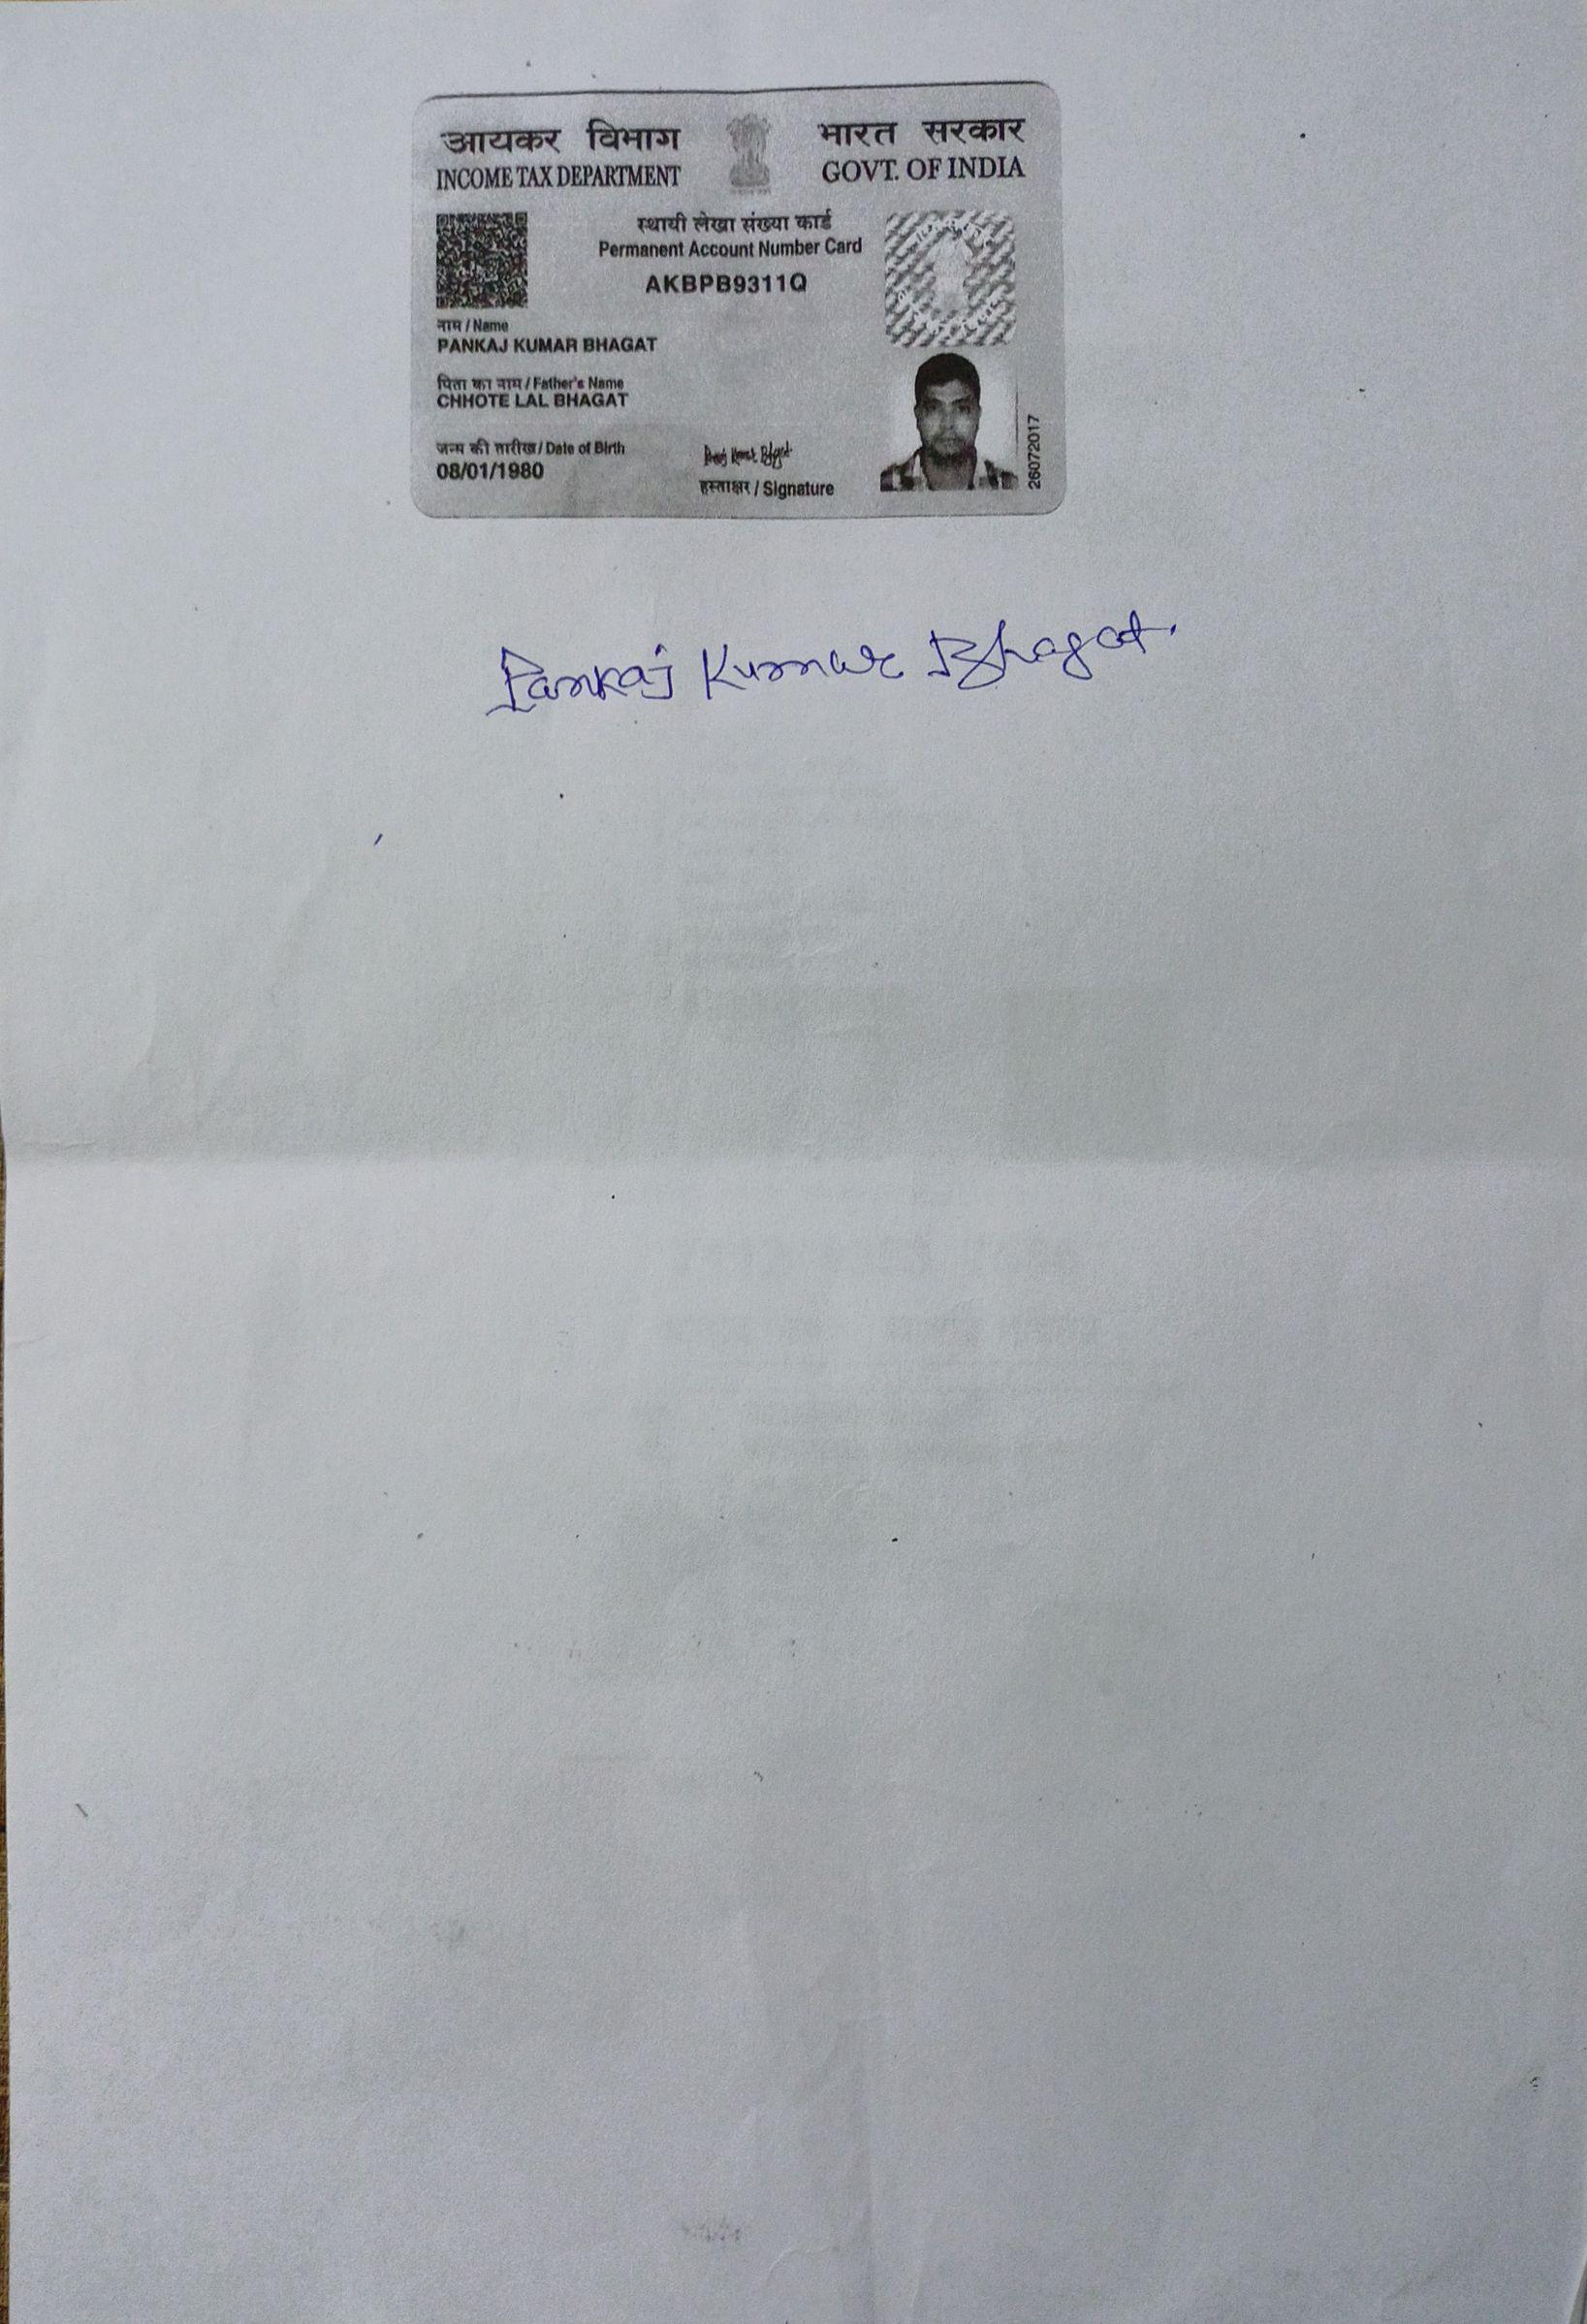 आयकर विभाग
INCOME TAX DEPARTMENT
भारत सरकार
GOVT. OF INDIA
स्थायी लेखा संख्या कार्ड
Permanent Account Number Card
AKBPB9311Q
नाम / Name
PANKAJ KUMAR BHAGAT
पिता का नाम / Father's Name
CHHOTE LAL BHAGAT
जन्म की तारीख / Date of Birth
08/01/1980
हस्ताक्षर / Signature
26072017
Pankaj Kumar Bhagat.